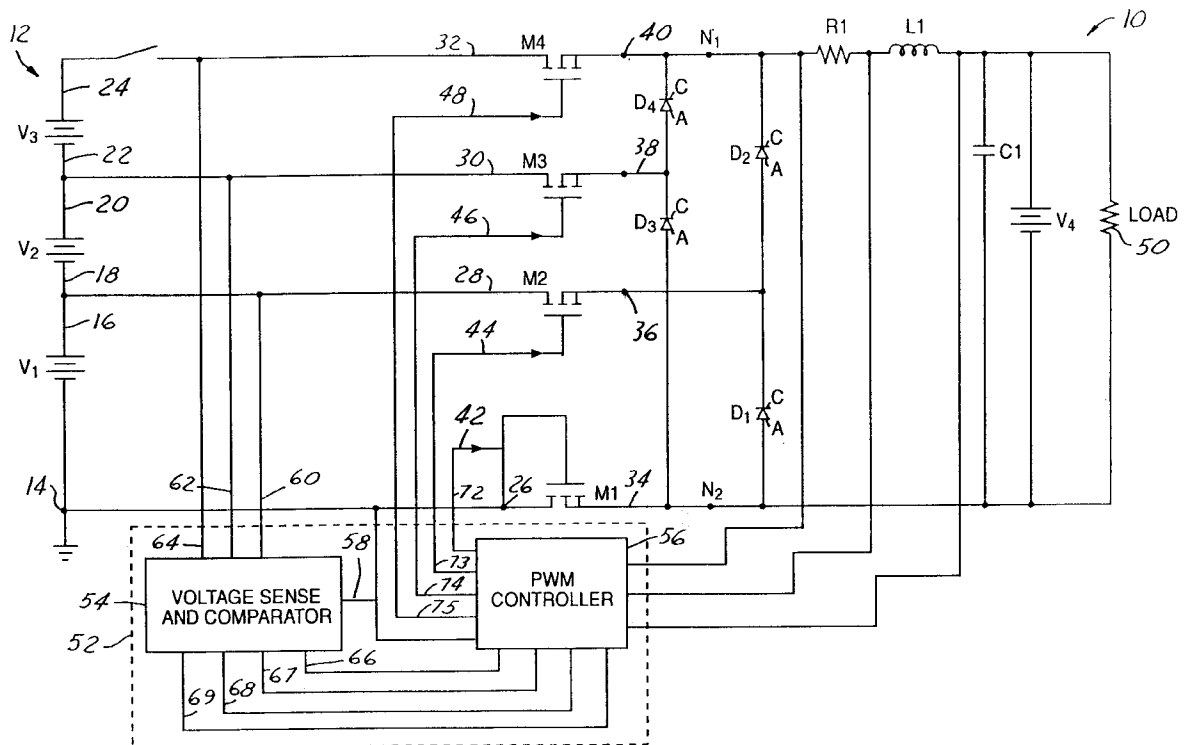 12
24
V3
22
20
V2
18
16
V1
14
32
M4
40
N1
R1
L1
10
48
D4
C
A
30
M3
38
D2
C
A
C1
46
D3
C
A
V4
LOAD
50
28
M2
36
44
D1
C
A
42
62
60
72
26
M1
34
N2
64
58
56
73
74
75
54
VOLTAGE SENSE
AND COMPARATOR
PWM
CONTROLLER
52
66
67
68
69